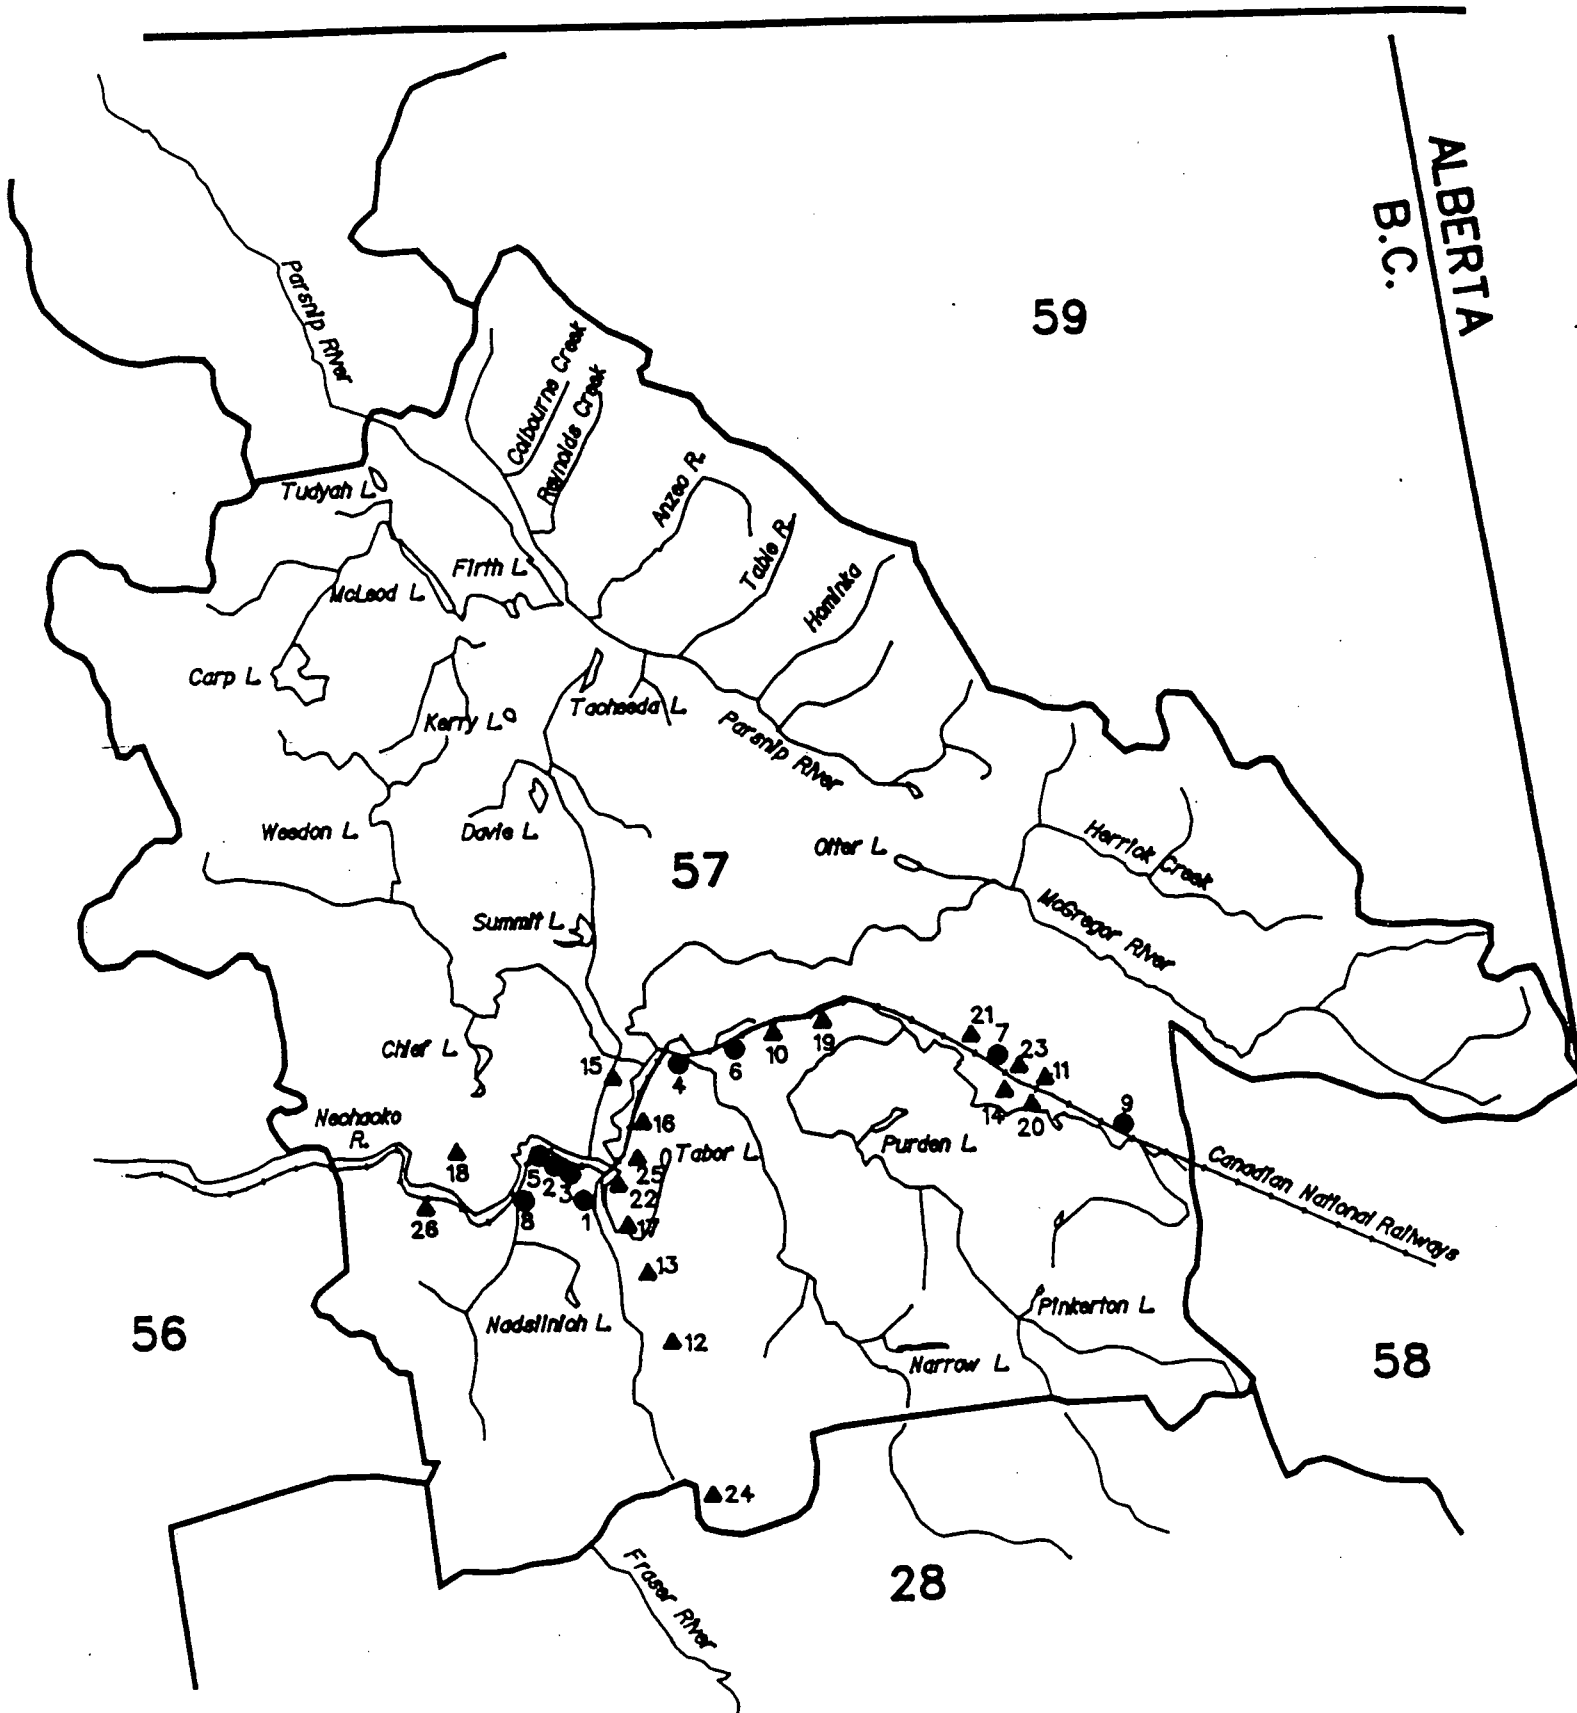 ALBERTA
B.C.
59
Parsnip River
Colbourne Creek
Reynolds Creek
Tudyah L.
Anzeo R.
Table R.
Firth L.
McLeod L.
Hominka
Carp L.
Kerry L.
Tacheeda L.
Parsnip River
Weedon L.
Davie L.
57
Otter L.
Herrick Creek
McGregor River
Summit L.
Chief L.
15
4
6
10
19
21
7
23
11
14
20
9
Nechacko
R.
18
16
Tabor L.
Purden L.
Canadian National Railways
5
2
3
25
22
26
8
1
17
13
Nadsilnich L.
Pinkerton L.
56
12
Narrow L.
58
24
28
Fraser River